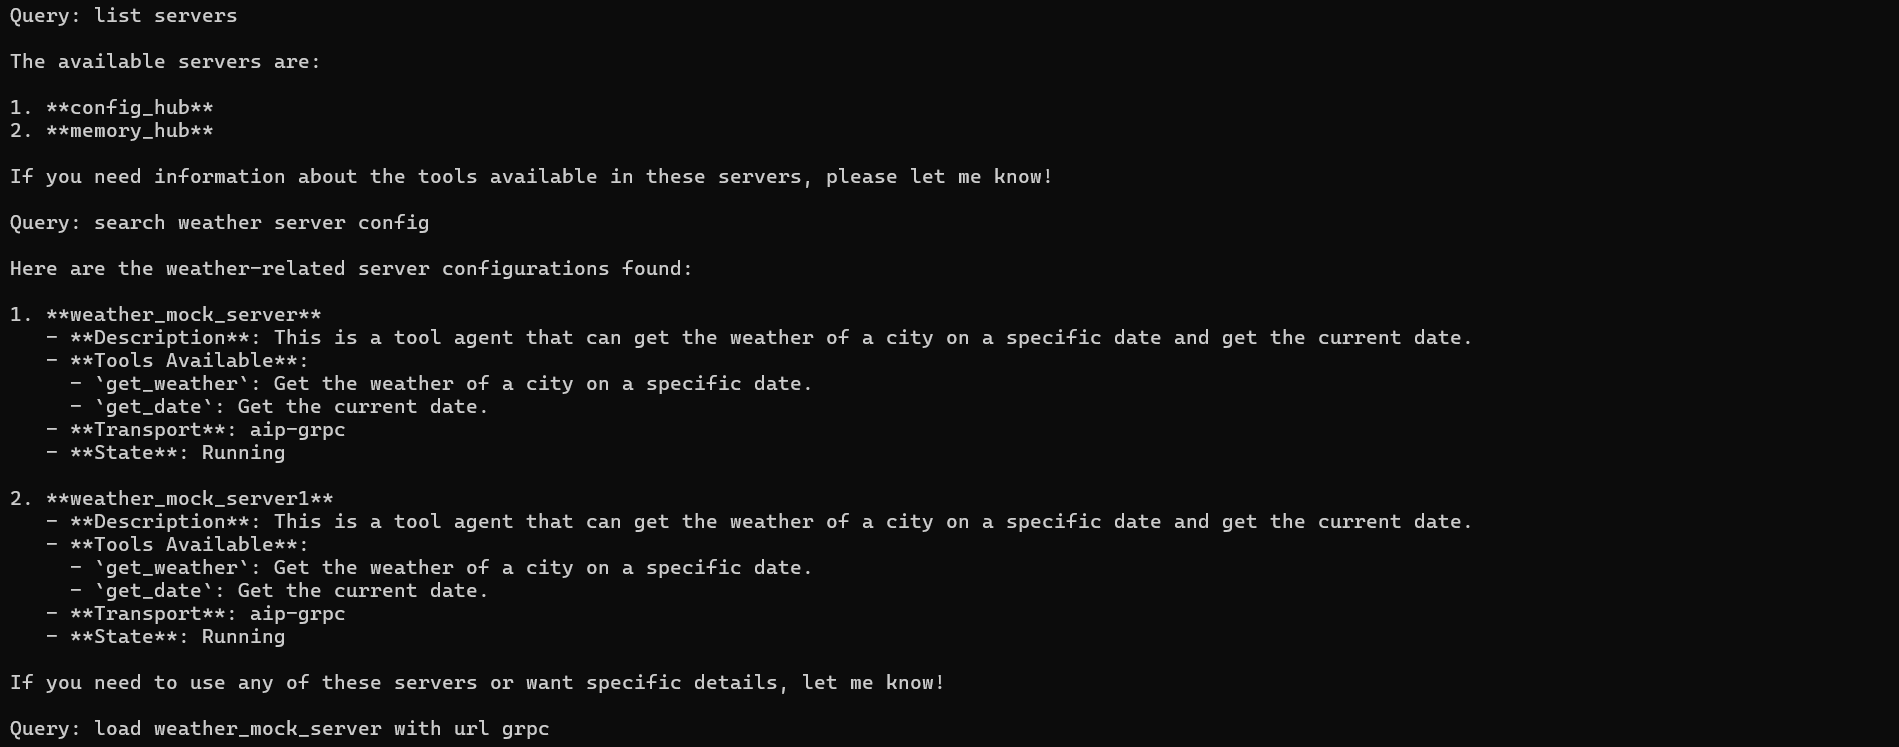 Query: list servers
The available servers are:
1. **config_hub**
2. **memory_hub**
If you need information about the tools available in these servers, please let me know!
Query: search weather server config
Here are the weather-related server configurations found:
1. **weather_mock_server**
   - **Description**: This is a tool agent that can get the weather of a city on a specific date and get the current date.
   - **Tools Available**:
     - `get_weather`: Get the weather of a city on a specific date.
     - `get_date`: Get the current date.
   - **Transport**: aip-grpc
   - **State**: Running
2. **weather_mock_server1**
   - **Description**: This is a tool agent that can get the weather of a city on a specific date and get the current date.
   - **Tools Available**:
     - `get_weather`: Get the weather of a city on a specific date.
     - `get_date`: Get the current date.
   - **Transport**: aip-grpc
   - **State**: Running
If you need to use any of these servers or want specific details, let me know!
Query: load weather_mock_server with url grpc